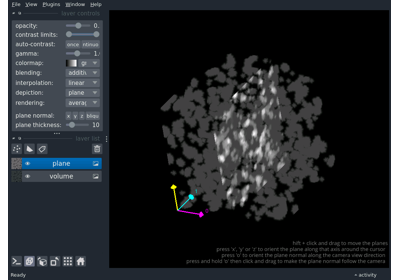 File View Plugins Window Help
layer controls
opacity: 0.
contrast limits:
auto-contrast: once
gamma: 1.
colormap: gr
blending: additi
interpolation: linear
depiction: plane
rendering: averag
plane normal: x y z
plane thickness: 10
layer list
plane
volume
hift + click and drag to move the planes
press 'x', 'y' or 'z' to orient the plane along that axis around the cursor
press 'o' to orient the plane normal along the camera view direction
press and hold 'o' then click and drag to make the plane normal follow the camera
Ready
activity